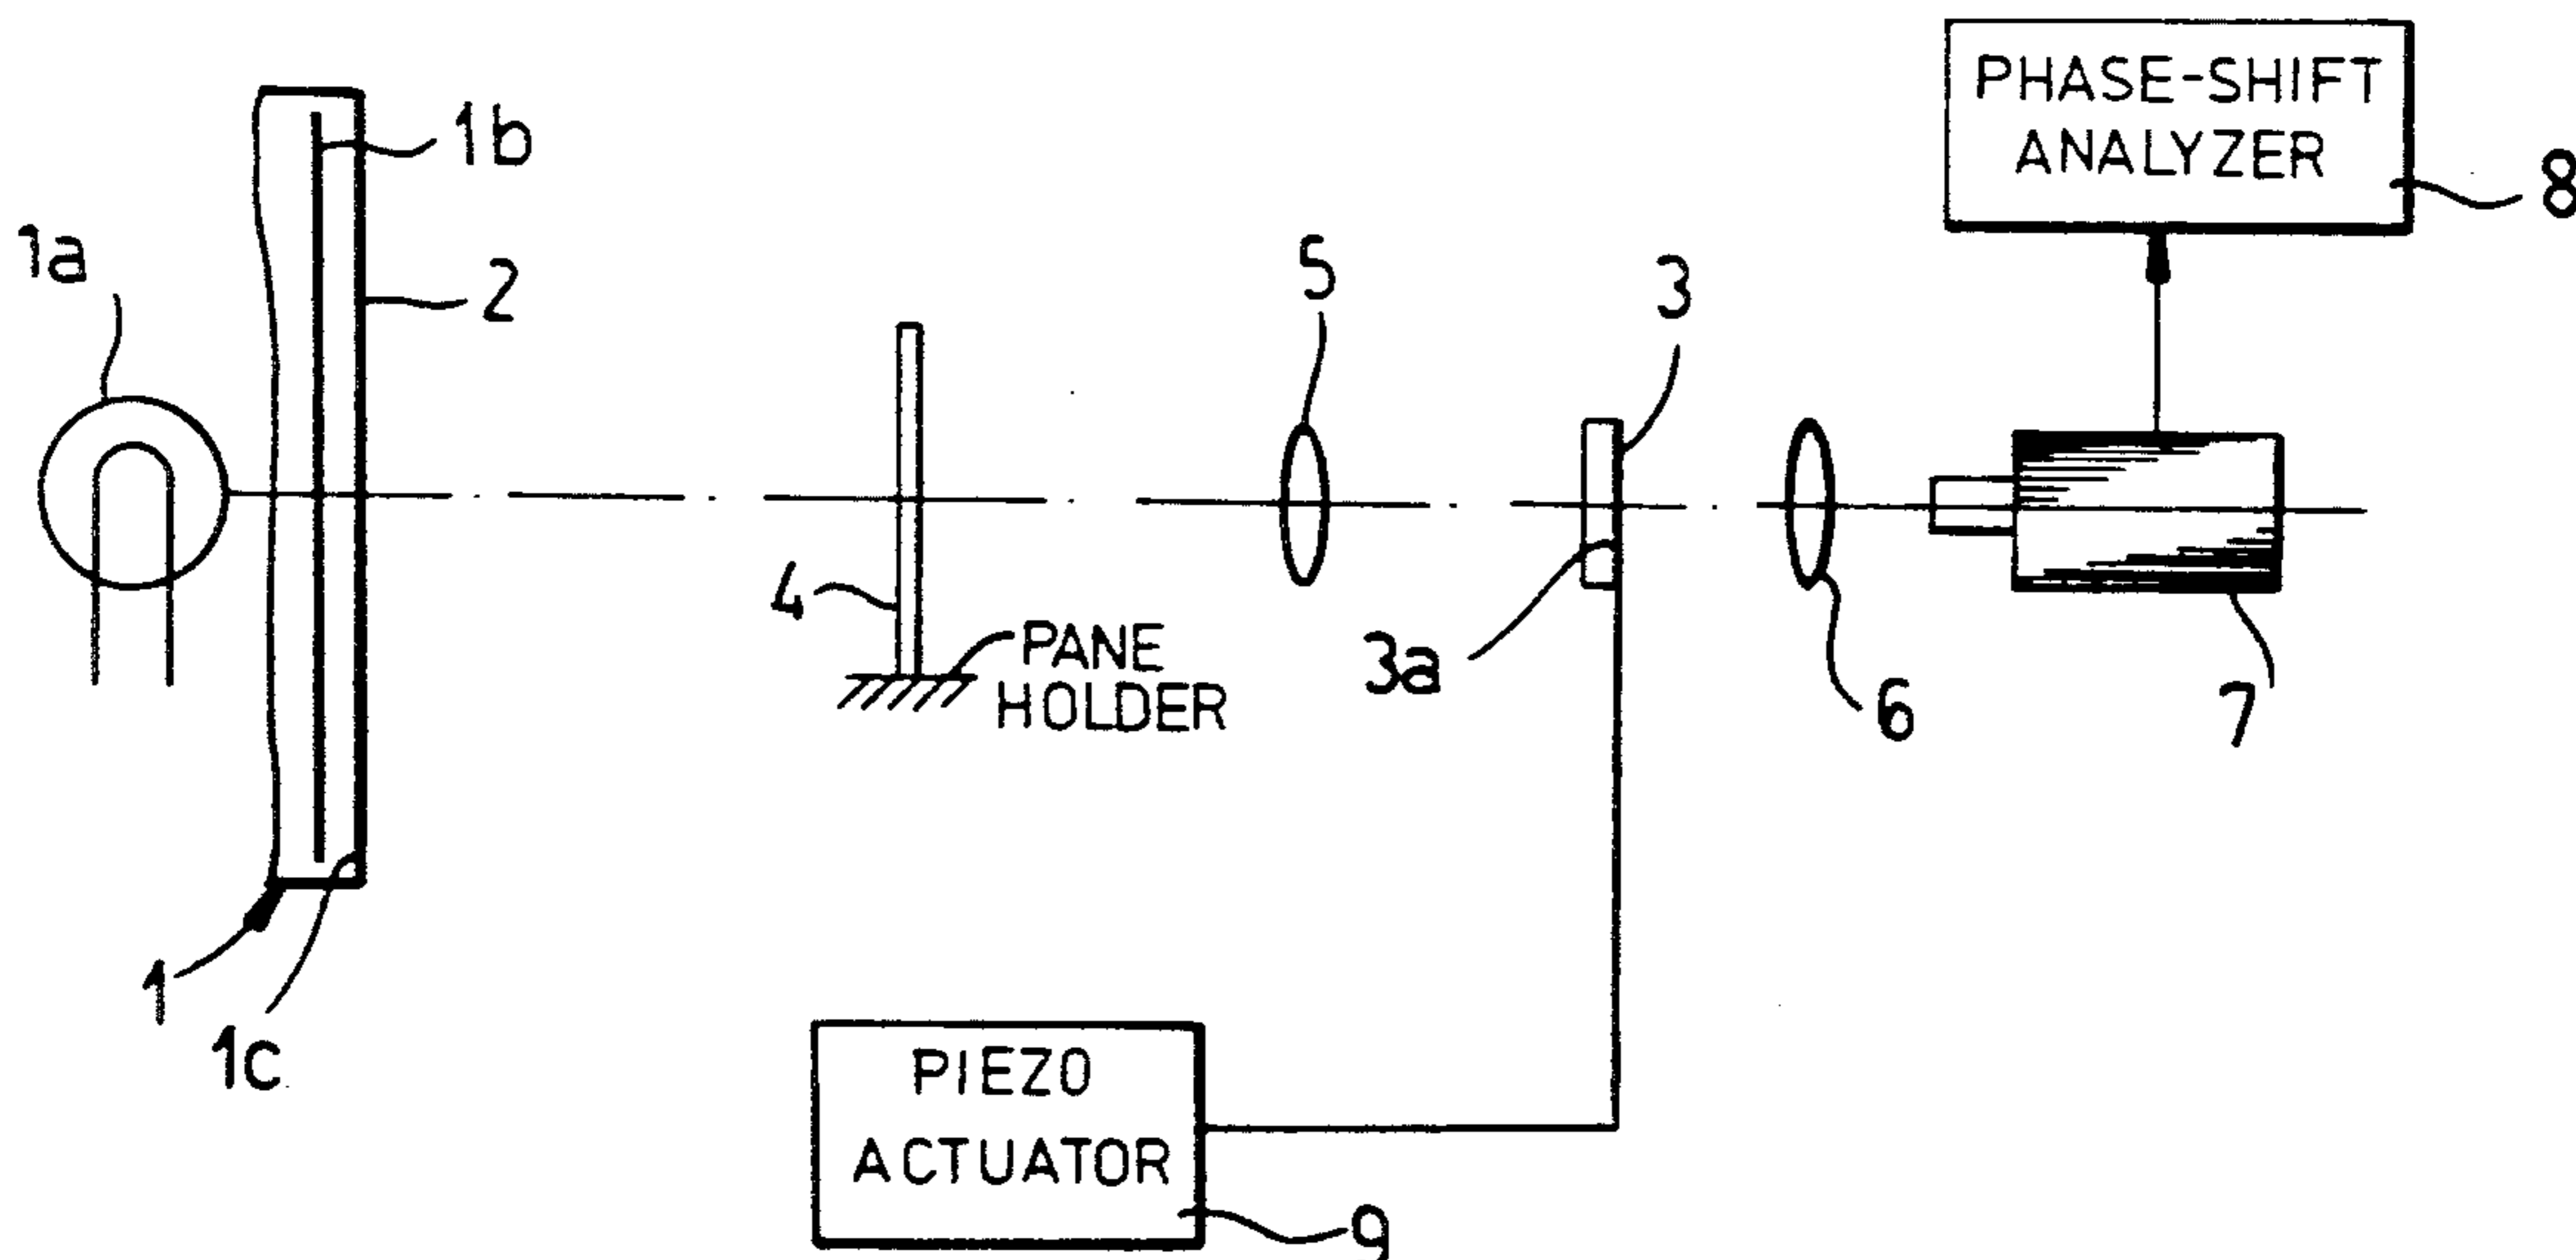 PHASE-SHIFT
ANALYZER
8
1b
1a
2
5
3
4
PANE
HOLDER
3a
6
7
1
1c
PIEZO
ACTUATOR
9